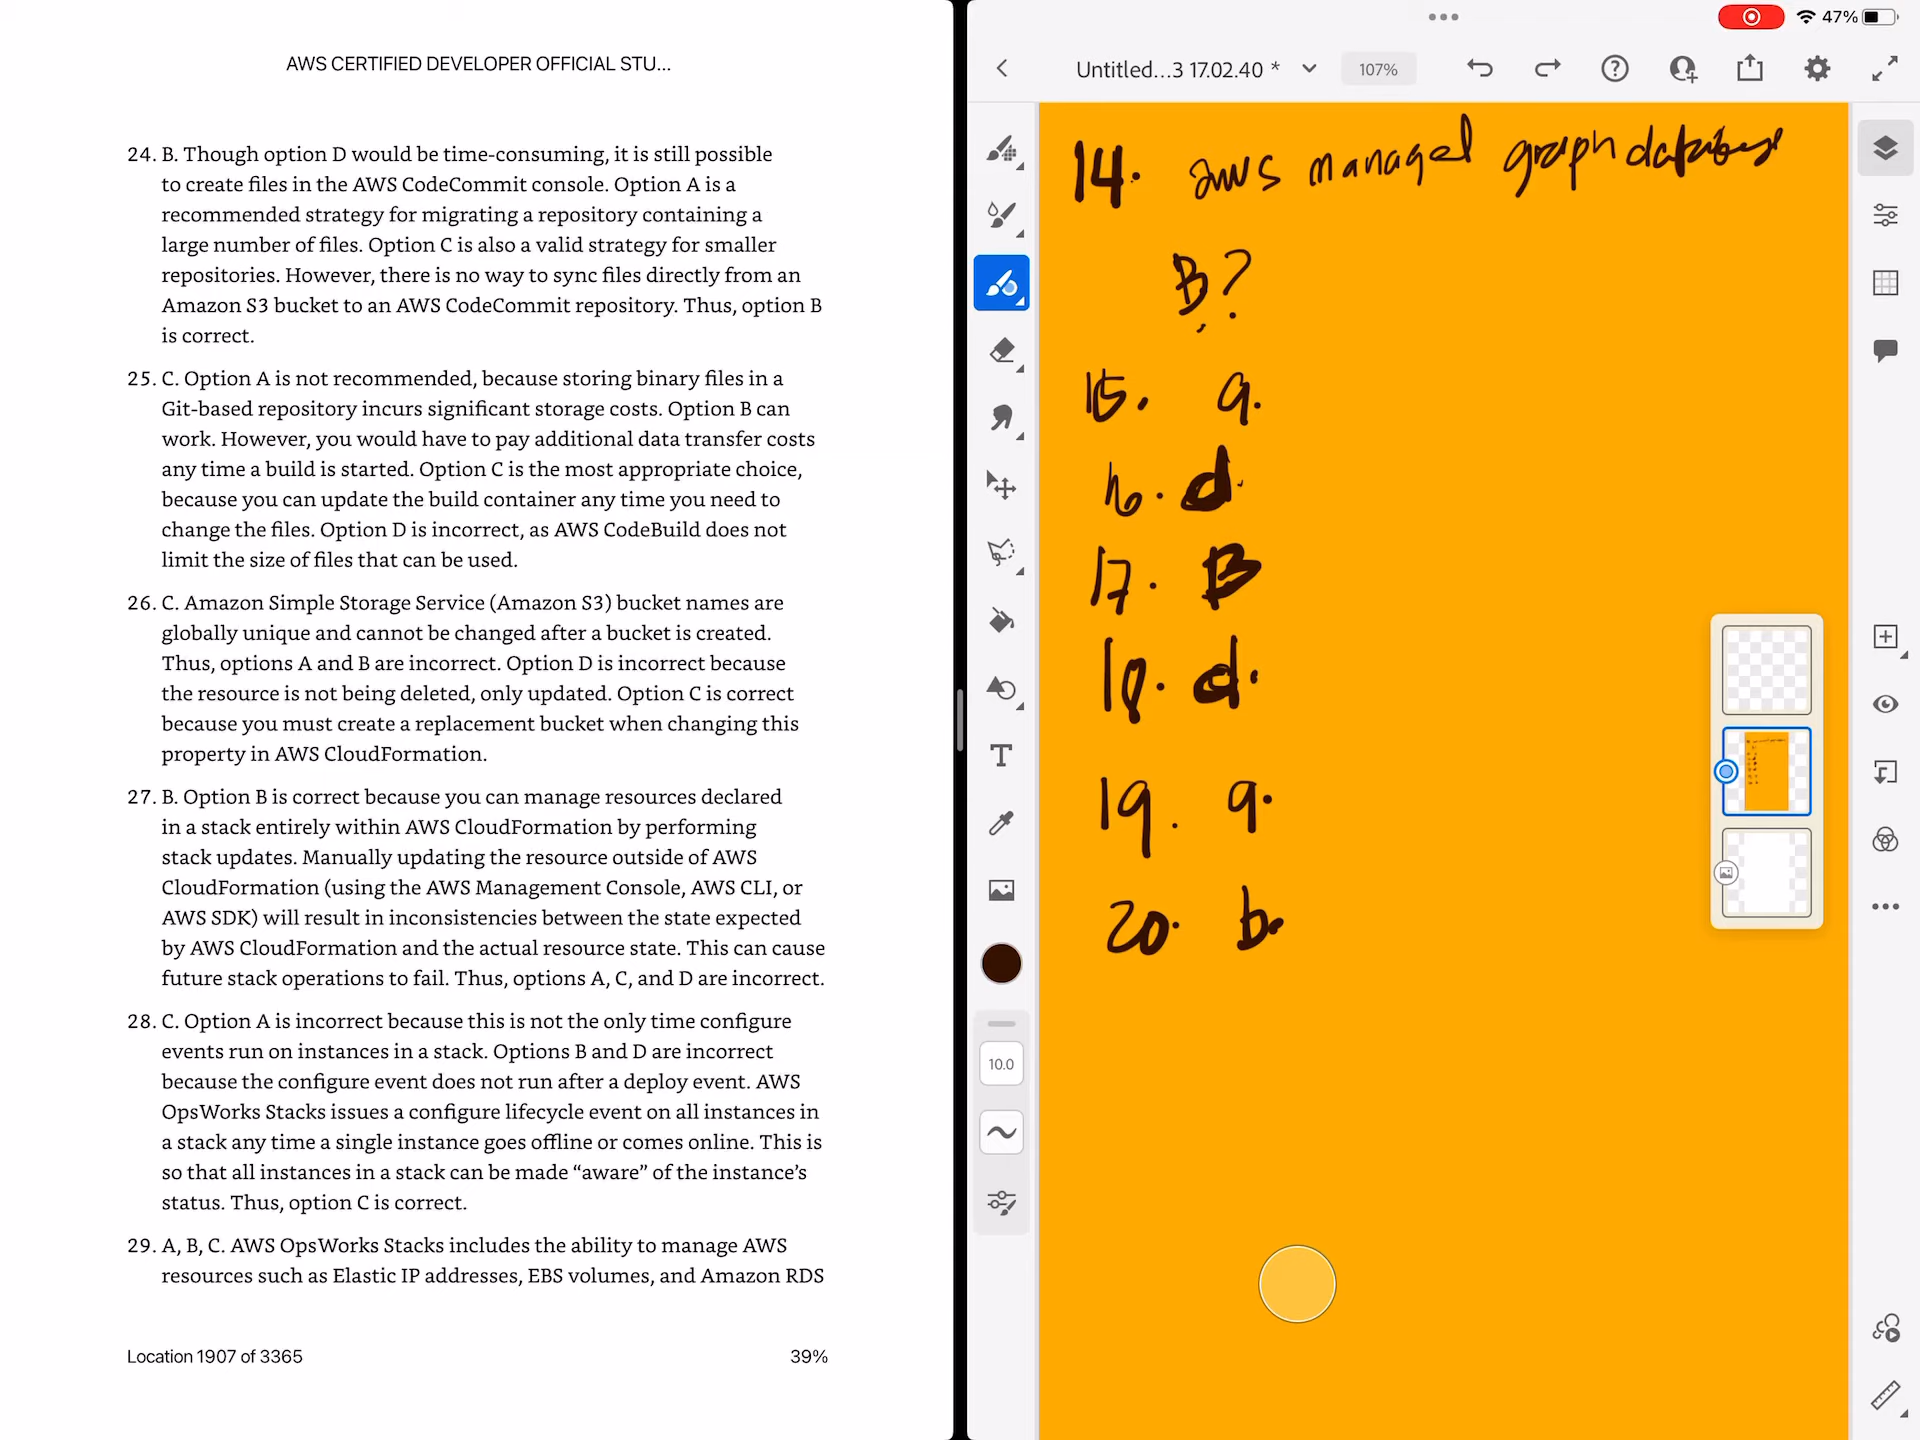 AWS CERTIFIED DEVELOPER OFFICIAL STU...
24. B. Though option D would be time-consuming, it is still possible
to create files in the AWS CodeCommit console. Option A is a
recommended strategy for migrating a repository containing a
large number of files. Option C is also a valid strategy for smaller
repositories. However, there is no way to sync files directly from an
Amazon S3 bucket to an AWS CodeCommit repository. Thus, option B
is correct.
25. C. Option A is not recommended, because storing binary files in a
Git-based repository incurs significant storage costs. Option B can
work. However, you would have to pay additional data transfer costs
any time a build is started. Option C is the most appropriate choice,
because you can update the build container any time you need to
change the files. Option D is incorrect, as AWS CodeBuild does not
limit the size of files that can be used.
26. C. Amazon Simple Storage Service (Amazon S3) bucket names are
globally unique and cannot be changed after a bucket is created.
Thus, options A and B are incorrect. Option D is incorrect because
the resource is not being deleted, only updated. Option C is correct
because you must create a replacement bucket when changing this
property in AWS CloudFormation.
27. B. Option B is correct because you can manage resources declared
in a stack entirely within AWS CloudFormation by performing
stack updates. Manually updating the resource outside of AWS
CloudFormation (using the AWS Management Console, AWS CLI, or
AWS SDK) will result in inconsistencies between the state expected
by AWS CloudFormation and the actual resource state. This can cause
future stack operations to fail. Thus, options A, C, and D are incorrect.
28. C. Option A is incorrect because this is not the only time configure
events run on instances in a stack. Options B and D are incorrect
because the configure event does not run after a deploy event. AWS
OpsWorks Stacks issues a configure lifecycle event on all instances in
a stack any time a single instance goes offline or comes online. This is
so that all instances in a stack can be made “aware” of the instance’s
status. Thus, option C is correct.
29. A, B, C. AWS OpsWorks Stacks includes the ability to manage AWS
resources such as Elastic IP addresses, EBS volumes, and Amazon RDS
Location 1907 of 3365
39%
47%
Untitled...3 17.02.40 *
107%
14. aws managed graph database
B?
15. a.
16. d.
17. B
18. d.
19. a.
20. b.
10.0